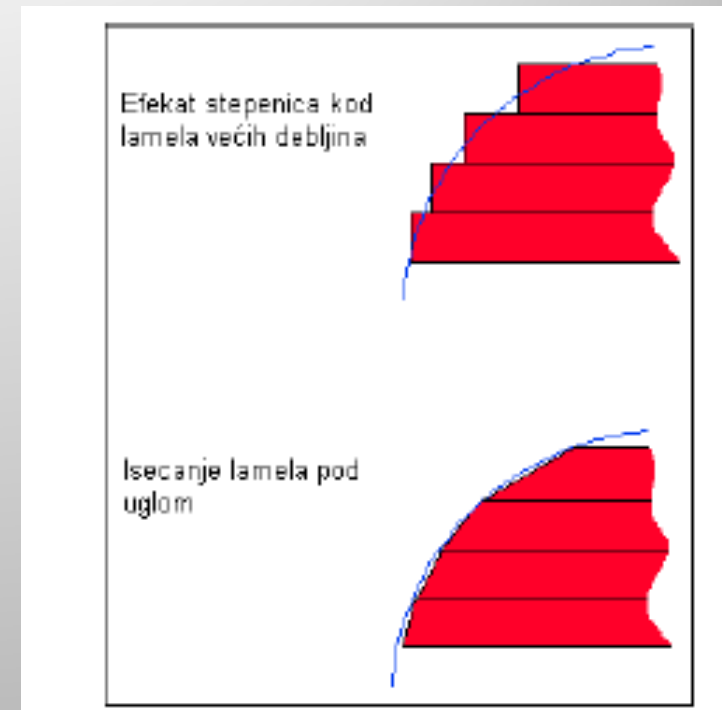 Efekat stepenica kod
lamela većih debljina
Isecanje lamela pod
uglom